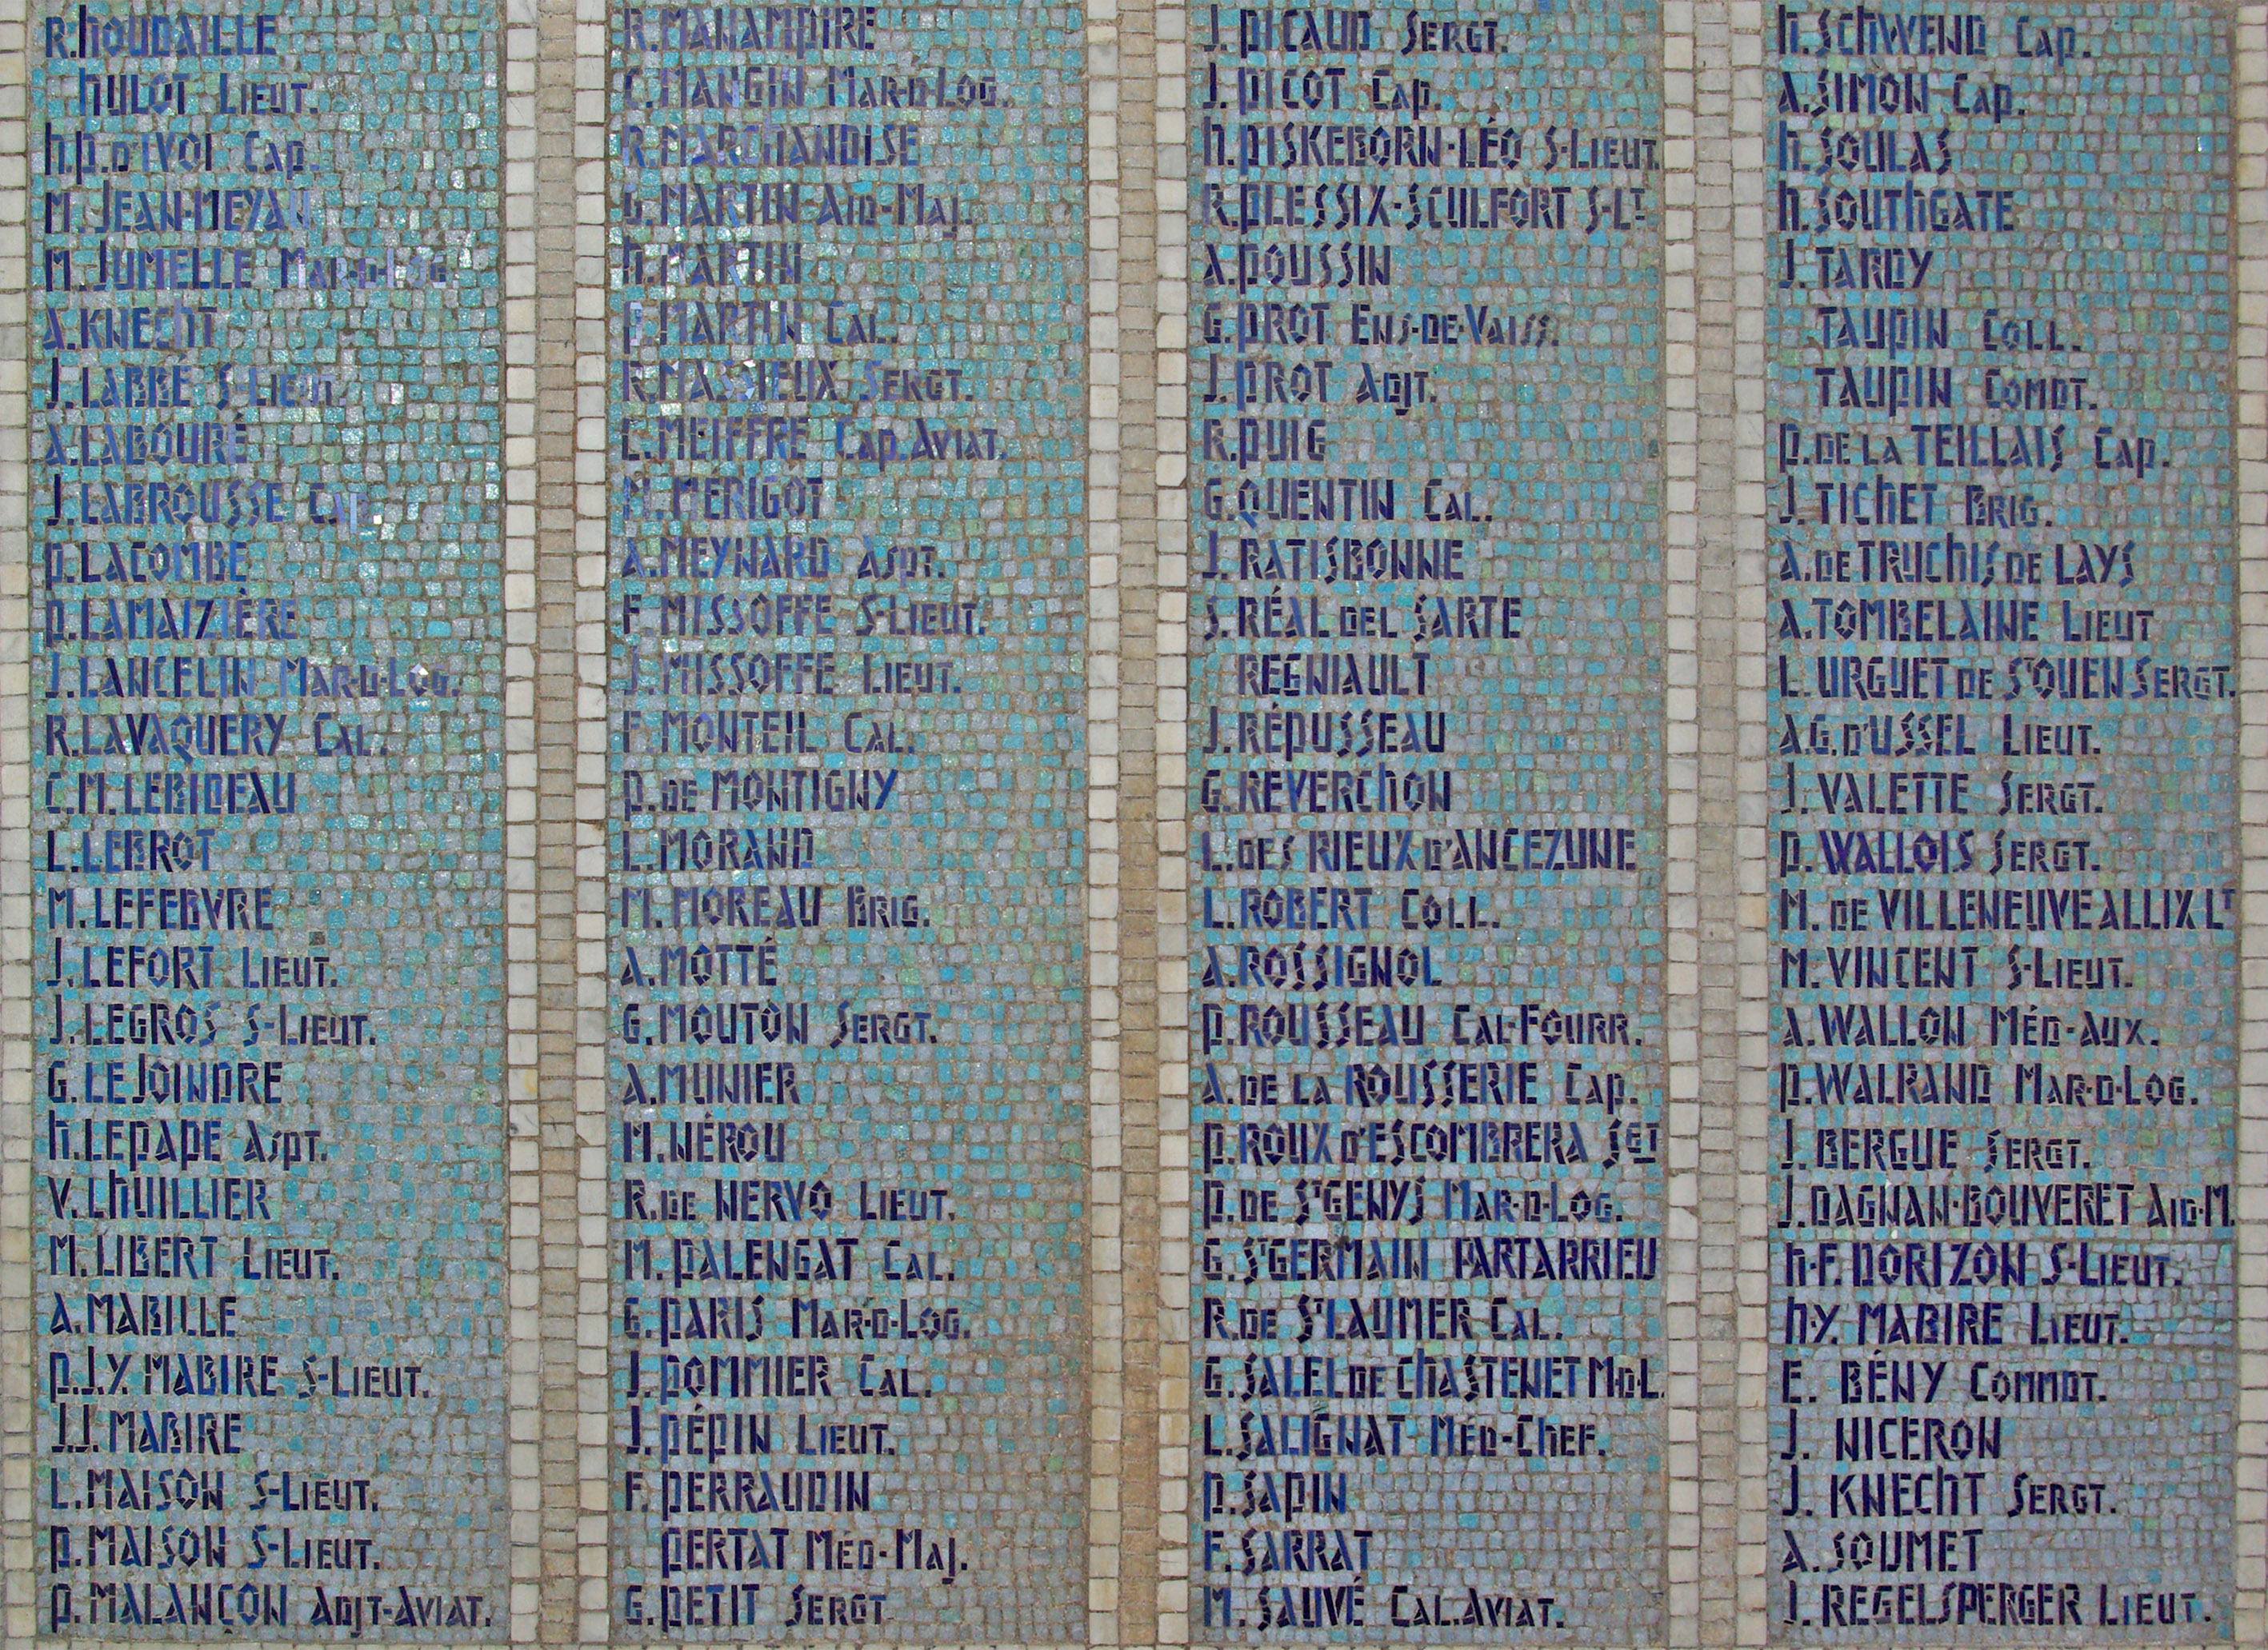 R. HOUDAILLE
HULOT LIEUT.
H.P. D'IVOI CAP.
M. JEAN-MEYAU
M. JUMELLE MAR-D-LOG.
A. KNECHT
J. LABBÉ S-LIEUT.
A. LABOURÉ
J. LABROUSSE CAP.
P. LACOMBE
P. LAMAIZIÈRE
J. LANCELIN MAR-D-LOG.
R. LAVAQUERY CAL.
C.M. LEBIDEAU
L. LEBROT
M. LEFEBVRE
J. LEFORT LIEUT.
J. LEGROS S-LIEUT.
G. LEJOINDRE
H. LEPAPE ASPT.
V. LHUILLIER
M. LIBERT LIEUT.
A. MABILLE
P.J.Y. MABIRE S-LIEUT.
J.J. MABIRE
L. MAISON S-LIEUT.
P. MAISON S-LIEUT.
P. MALANÇON ADJT-AVIAT.
R. MANAMPIRE
C. MANGIN MAR-D-LOG.
R. MARCHANDISE
G. MARTIN AID-MAJ.
H. MARTIN
P. MARTIN CAL.
R. MASSIEUX SERGT.
C. MEIFFRE CAP. AVIAT.
M. MERIGOT
A. MEYNARD ASPT.
F. MISSOFFE S-LIEUT.
J. MISSOFFE LIEUT.
F. MONTEIL CAL.
P. DE MONTIGNY
L. MORAND
M. MOREAU BRIG.
A. MOTTÉ
G. MOUTON SERGT.
A. MUNIER
M. NÉROU
R. DE NERVO LIEUT.
M. PALENGAT CAL.
G. PARIS MAR-D-LOG.
J. POMMIER CAL.
J. PÉPIN LIEUT.
F. PERRAUDIN
PERTAT MÉD-MAJ.
G. PETIT SERGT
J. PICAUD SERGT.
J. PICOT CAP.
H. PISKEBORN-LÉO S-LIEUT.
R. PLESSIX-SCULFORT S-LT
A. POUSSIN
G. PROT ENS-DE-VAISS.
J. PROT ADJT.
R. PUIG
G. QUENTIN CAL.
J. RATISBONNE
S. RÉAL DEL SARTE
REGNIAULT
J. RÉPUSSEAU
G. REVERCHON
L. DES RIEUX D'ANCEZUNE
L. ROBERT COLL.
A. ROSSIGNOL
P. ROUSSEAU CAL-FOURR.
A. DE LA ROUSSERIE CAP.
P. ROUX D'ESCOMBRERA SGT
P. DE ST GENYS MAR-D-LOG.
G. ST GERMAIN PARTARRIEU
R. DE ST LAUMER CAL.
G. SALEL DE CHASTENET M-D-L.
L. SALIGNAT MÉD-CHEF.
P. SAPIN
F. SARRAT
M. SAUVÉ CAL. AVIAT.
H. SCHWEND CAP.
A. SIMON CAP.
H. SOULAS
H. SOUTHGATE
J. TARDY
TAUPIN COLL.
TAUPIN COMDT.
P. DE LA TEILLAIS CAP.
J. TICHET BRIG.
A. DE TRUCHIS DE LAYS
A. TOMBELAINE LIEUT
L. URGUET DE ST OUEN SERGT.
A.G. D'USSEL LIEUT.
J. VALETTE SERGT.
P. WALLOIS SERGT.
M. DE VILLENEUVE ALLIX LT
M. VINCENT S-LIEUT.
A. WALLON MÉD-AUX.
P. WALRAND MAR-D-LOG.
J. BERGUE SERGT.
J. DAGNAN-BOUVERET AID-M.
H-F. DORIZON S-LIEUT.
H-Y. MABIRE LIEUT.
E. BÉNY COMMDT.
J. NICERON
J. KNECHT SERGT.
A. SOUMET
J. REGELSPERGER LIEUT.